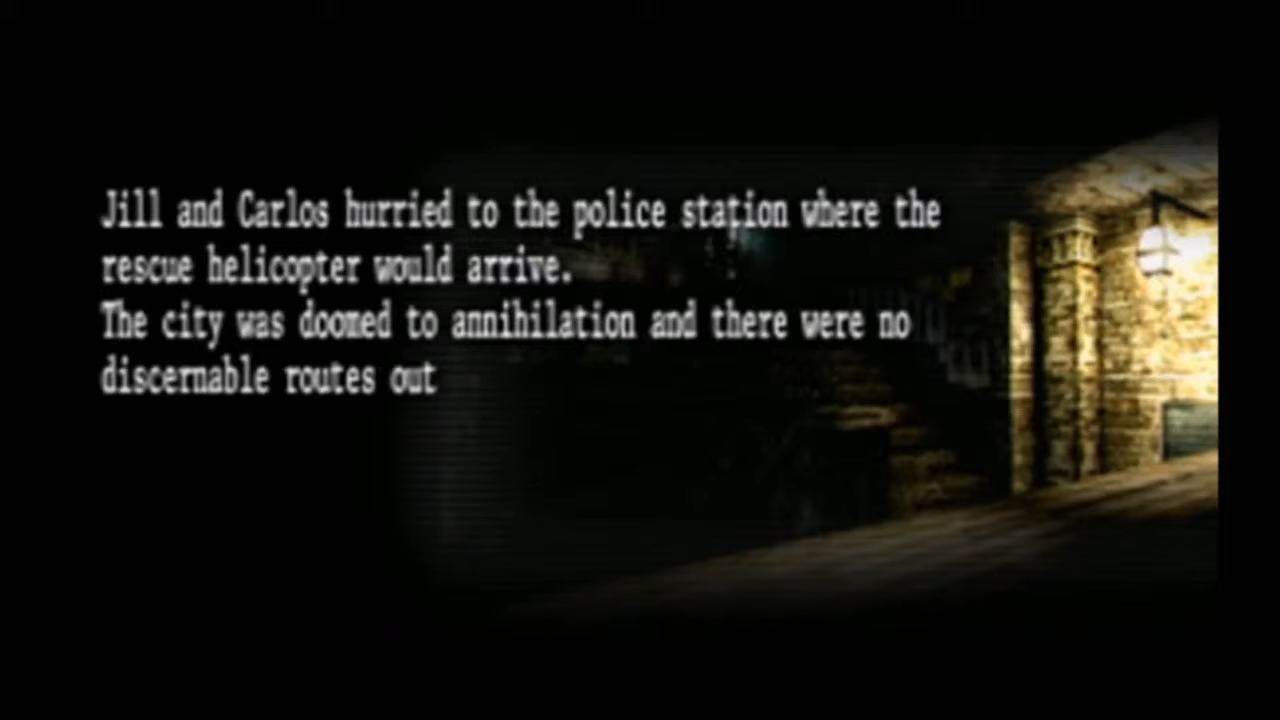 Jill and Carlos hurried to the police station where the
rescue helicopter would arrive.
The city was doomed to annihilation and there were no
discernable routes out